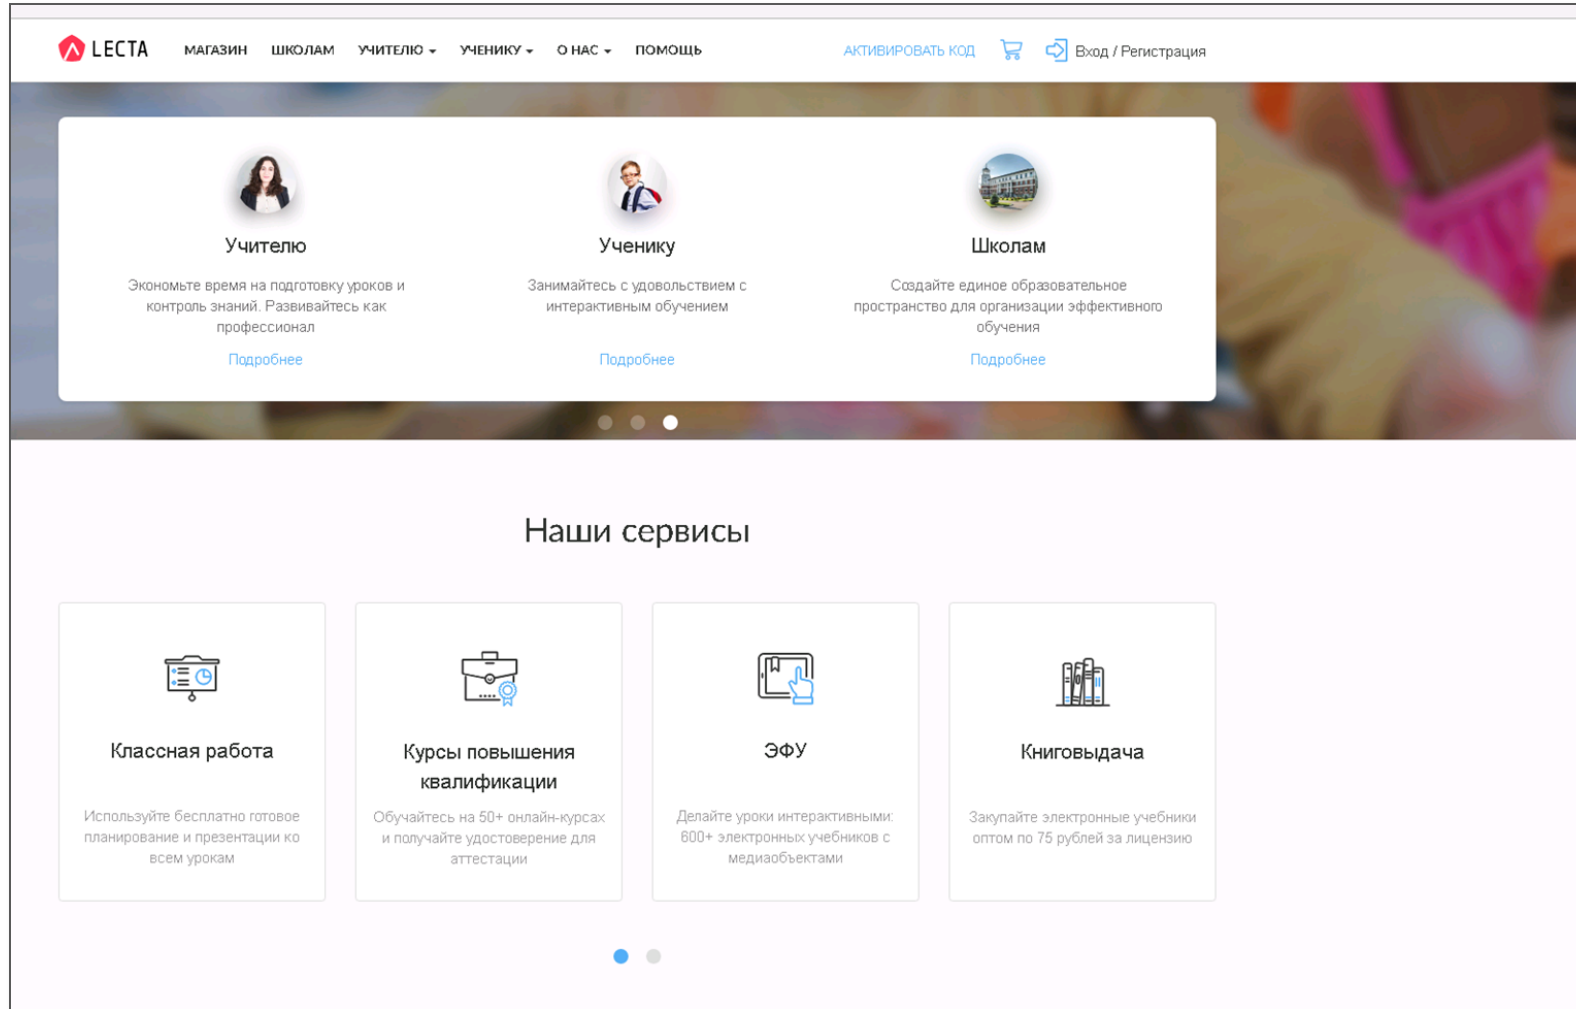 LECTA МАГАЗИН ШКОЛАМ УЧИТЕЛЮ УЧЕНИКУ О НАС ПОМОЩЬ АКТИВИРОВАТЬ КОД Вход / Регистрация
Учителю
Экономьте время на подготовку уроков и
контроль знаний. Развивайтесь как
профессионал
Подробнее
Ученику
Занимайтесь с удовольствием с
интерактивным обучением
Подробнее
Школам
Создайте единое образовательное
пространство для организации эффективного
обучения
Подробнее
Наши сервисы
Классная работа
Используйте бесплатно готовое
планирование и презентации ко
всем урокам
Курсы повышения
квалификации
Обучайтесь на 50+ онлайн-курсах
и получайте удостоверение для
аттестации
ЭФУ
Делайте уроки интерактивными:
600+ электронных учебников с
медиаобъектами
Книговыдача
Закупайте электронные учебники
оптом по 75 рублей за лицензию